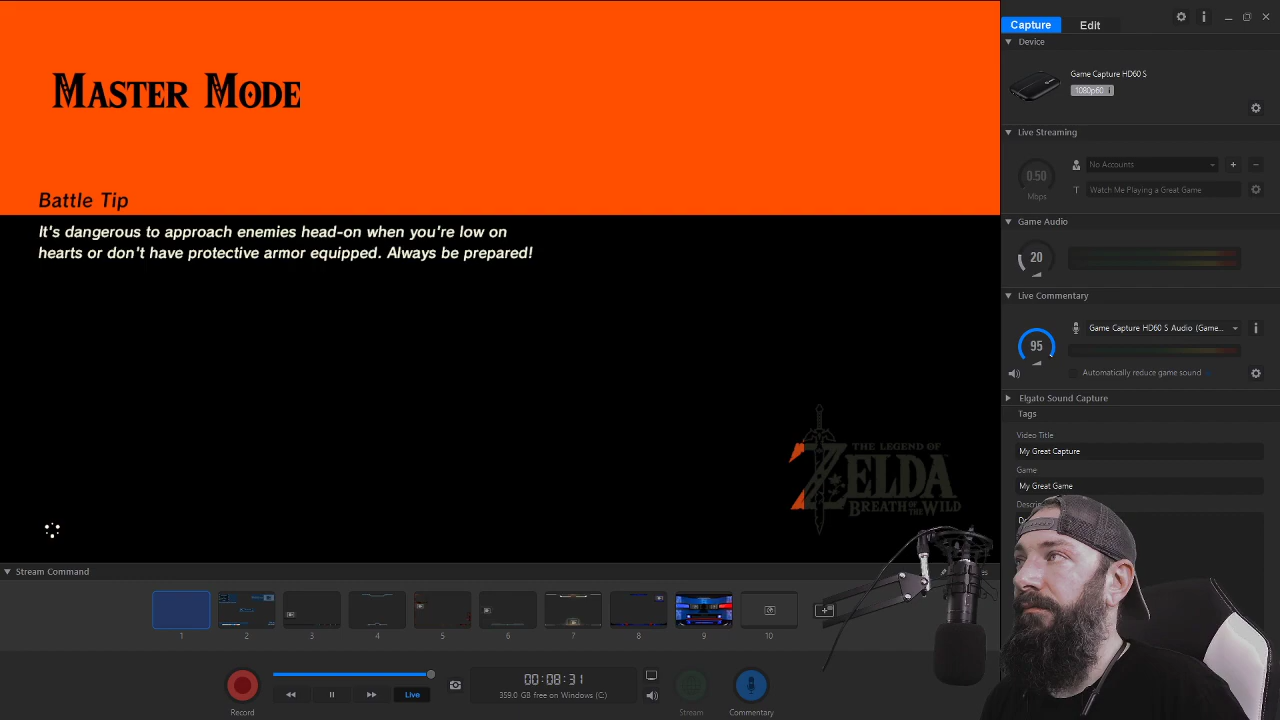 Capture
Edit
Device
Game Capture HD60 S
1080p60
Master Mode
Live Streaming
No Accounts
0.50
Mbps
Watch Me Playing a Great Game
Battle Tip
It's dangerous to approach enemies head-on when you're low on
hearts or don't have protective armor equipped. Always be prepared!
Game Audio
20
Live Commentary
Game Capture HD60 S Audio (Game...
95
Automatically reduce game sound
Elgato Sound Capture
Tags
Video Title
My Great Capture
Game
My Great Game
THE LEGEND OF
ZELDA
BREATH OF THE WILD
Stream Command
1 2 3 4 5 6 7 8 9 10
00:08:31
359.0 GB free on Windows (C)
Live
Record
Stream
Commentary